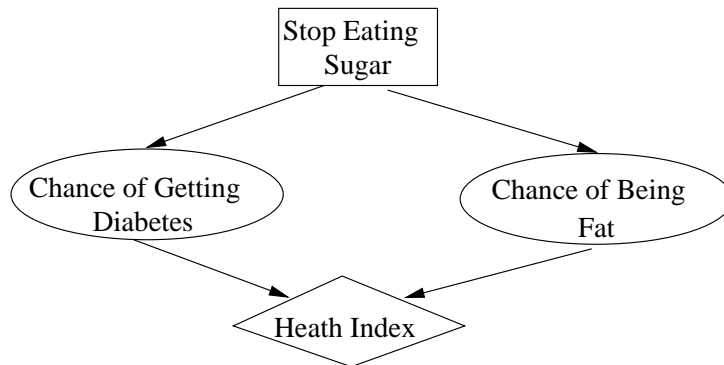 Stop Eating
Sugar
Chance of Getting
Diabetes
Chance of Being
Fat
Heath Index